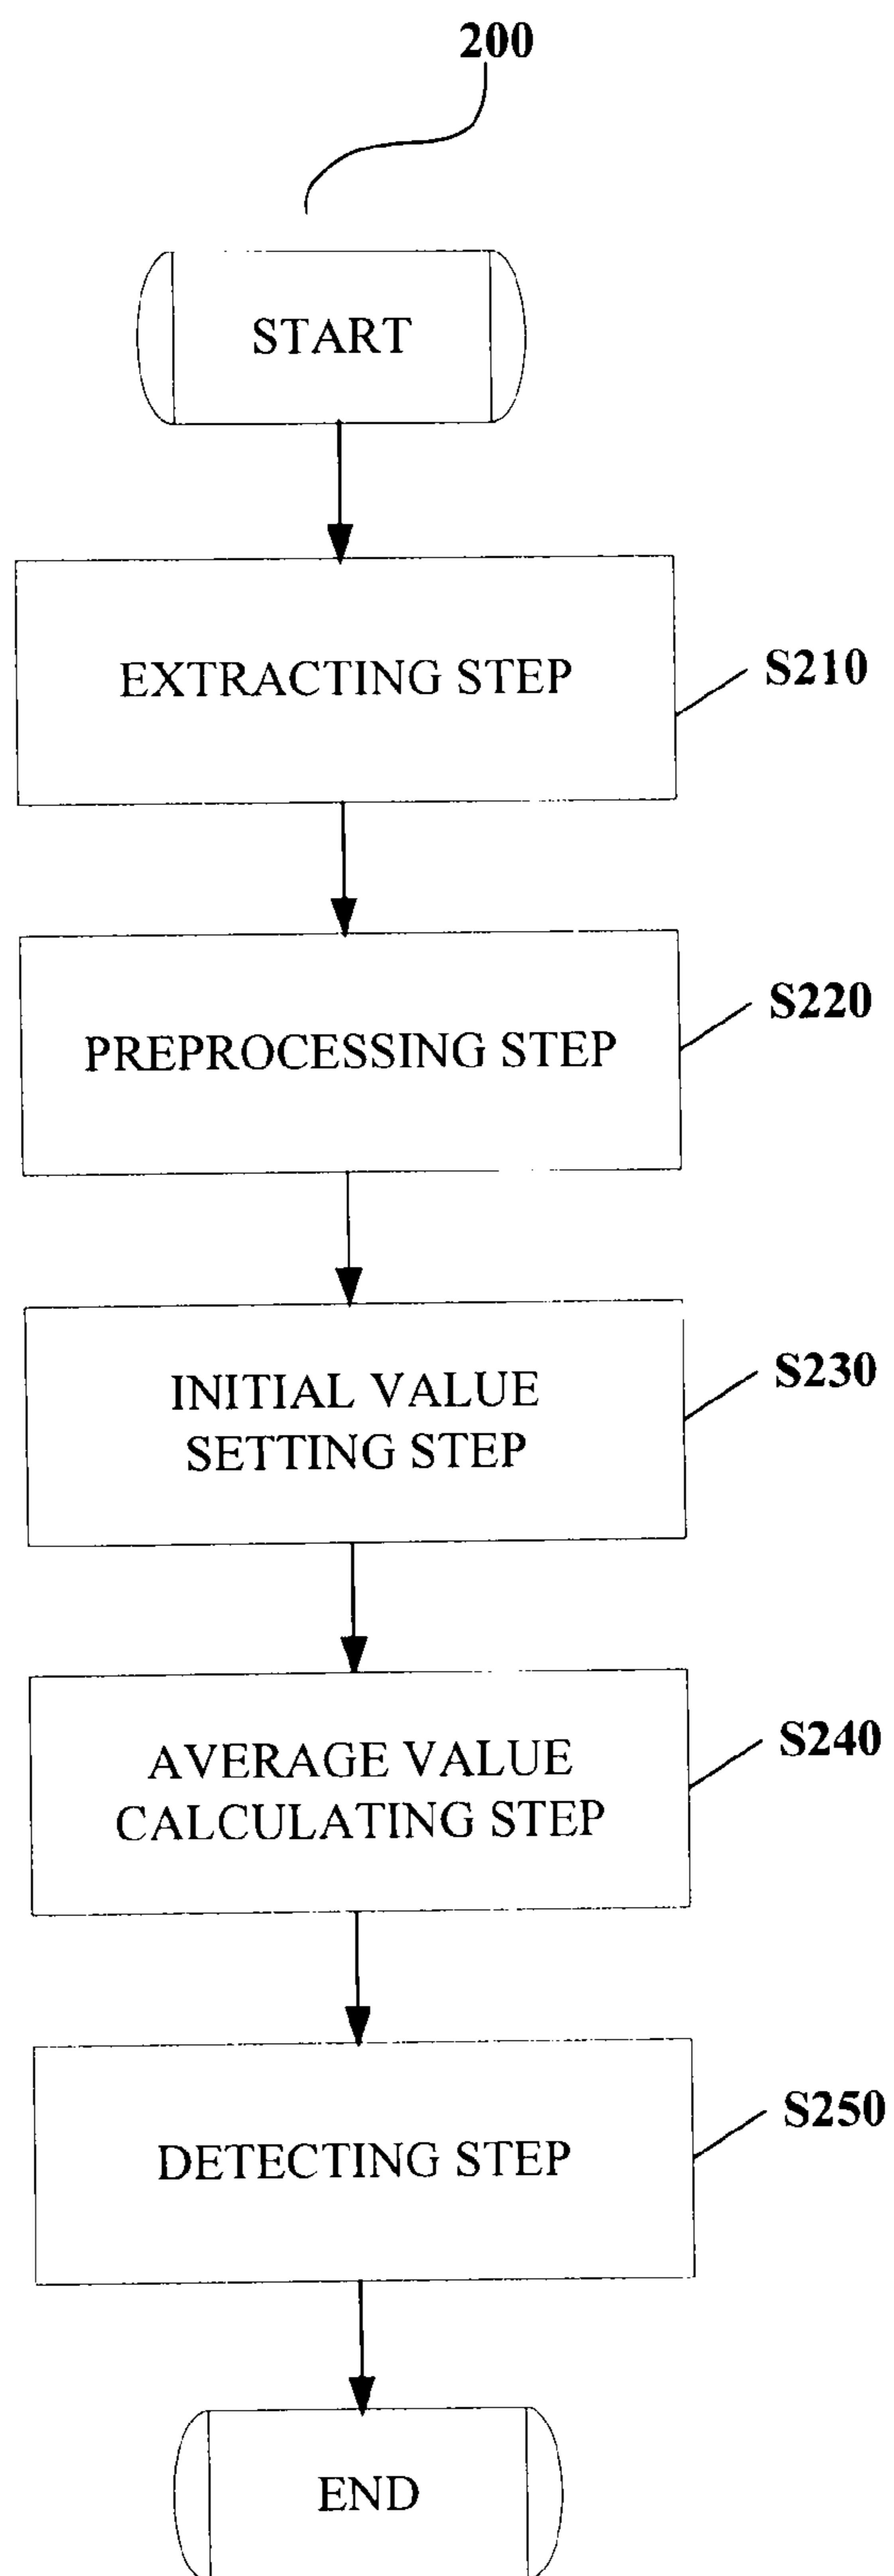 200
START
EXTRACTING STEP
S210
PREPROCESSING STEP
S220
INITIAL VALUE
SETTING STEP
S230
AVERAGE VALUE
CALCULATING STEP
S240
DETECTING STEP
S250
END